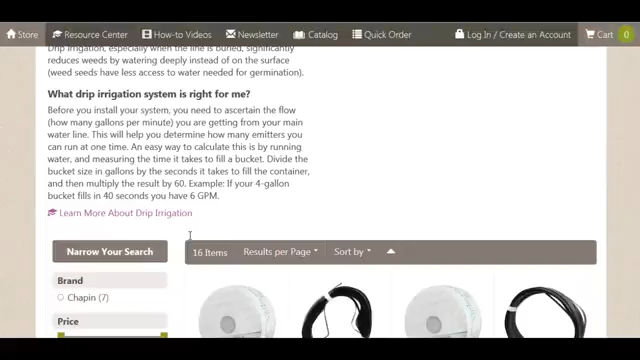 Store Resource Center How-to Videos Newsletter Catalog Quick Order Log In / Create an Account Cart 0
Drip irrigation, especially when the line is buried, significantly
reduces weeds by watering deeply instead of on the surface
(weed seeds have less access to water needed for germination).
What drip irrigation system is right for me?
Before you install your system, you need to ascertain the flow
(how many gallons per minute) you are getting from your main
water line. This will help you determine how many emitters you
can run at one time. An easy way to calculate this is by running
water, and measuring the time it takes to fill a bucket. Divide the
bucket size in gallons by the seconds it takes to fill the container,
and then multiply the result by 60. Example: If your 4-gallon
bucket fills in 40 seconds you have 6 GPM.
Learn More About Drip Irrigation
Narrow Your Search
16 Items Results per Page Sort by
Brand
Chapin (7)
Price